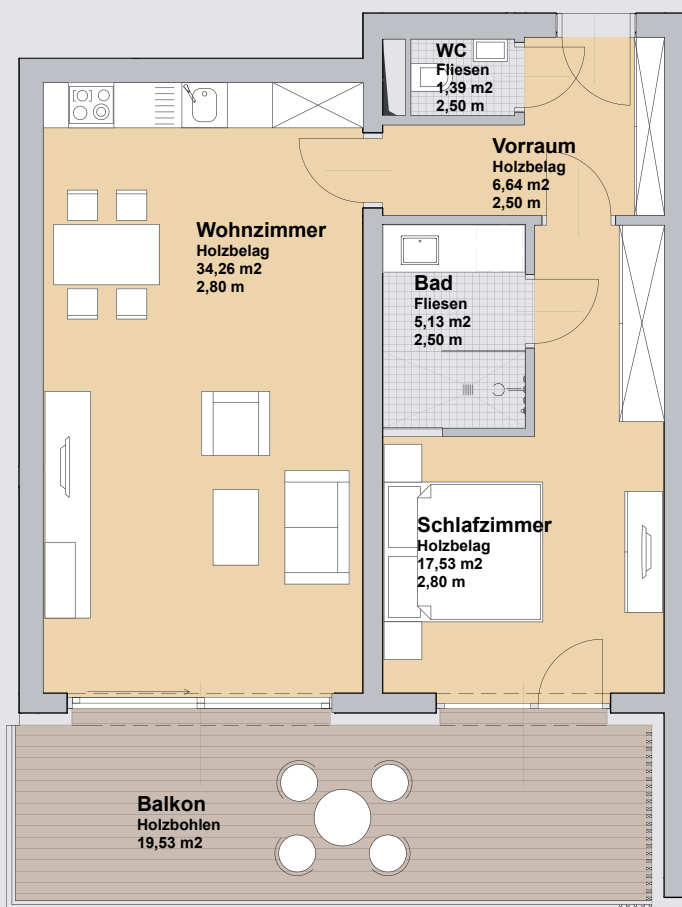 WC
Fliesen
1,39 m2
2,50 m
Vorraum
Holzbelag
6,64 m2
2,50 m
Wohnzimmer
Holzbelag
34,26 m2
2,80 m
Bad
Fliesen
5,13 m2
2,50 m
Schlafzimmer
Holzbelag
17,53 m2
2,80 m
Balkon
Holzbohlen
19,53 m2